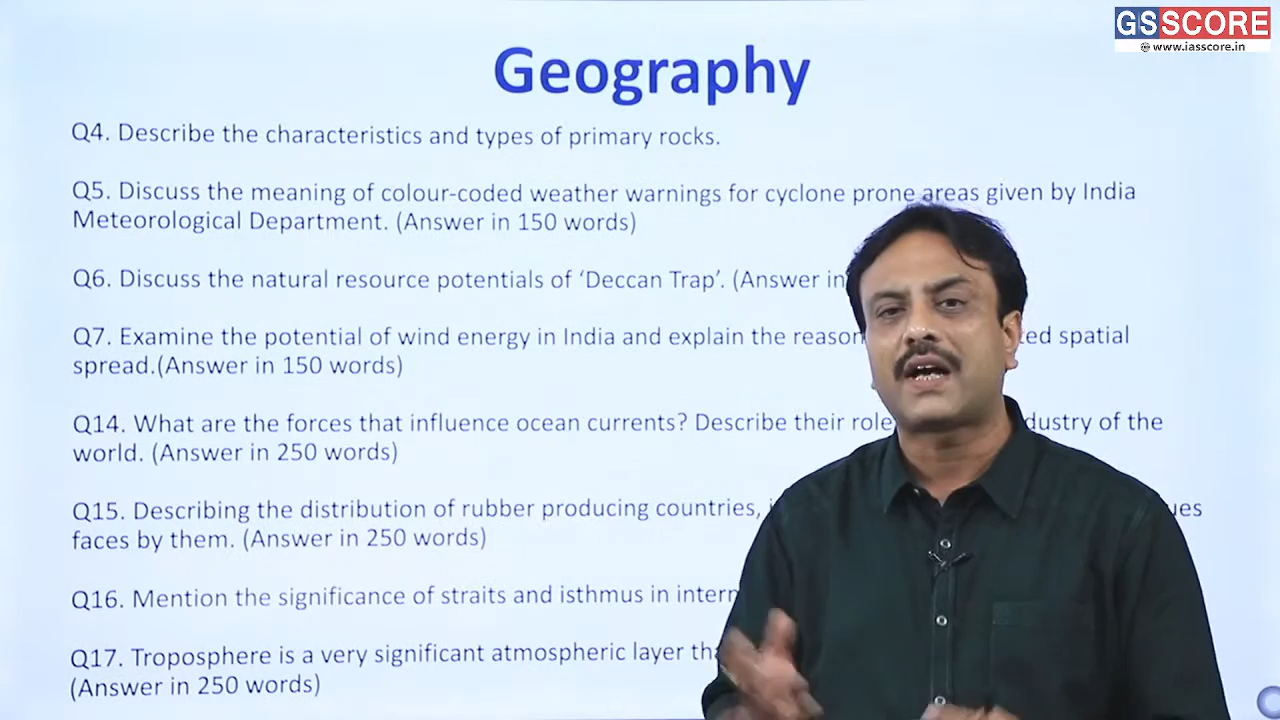 GSSCORE
www.iasscore.in
Geography
Q4. Describe the characteristics and types of primary rocks.
Q5. Discuss the meaning of colour-coded weather warnings for cyclone prone areas given by India
Meteorological Department. (Answer in 150 words)
Q6. Discuss the natural resource potentials of ‘Deccan Trap’. (Answer in
Q7. Examine the potential of wind energy in India and explain the reason spatial
spread.(Answer in 150 words)
Q14. What are the forces that influence ocean currents? Describe their role of the
world. (Answer in 250 words)
Q15. Describing the distribution of rubber producing countries,
faces by them. (Answer in 250 words)
Q16. Mention the significance of straits and isthmus in
Q17. Troposphere is a very significant atmospheric layer
(Answer in 250 words)